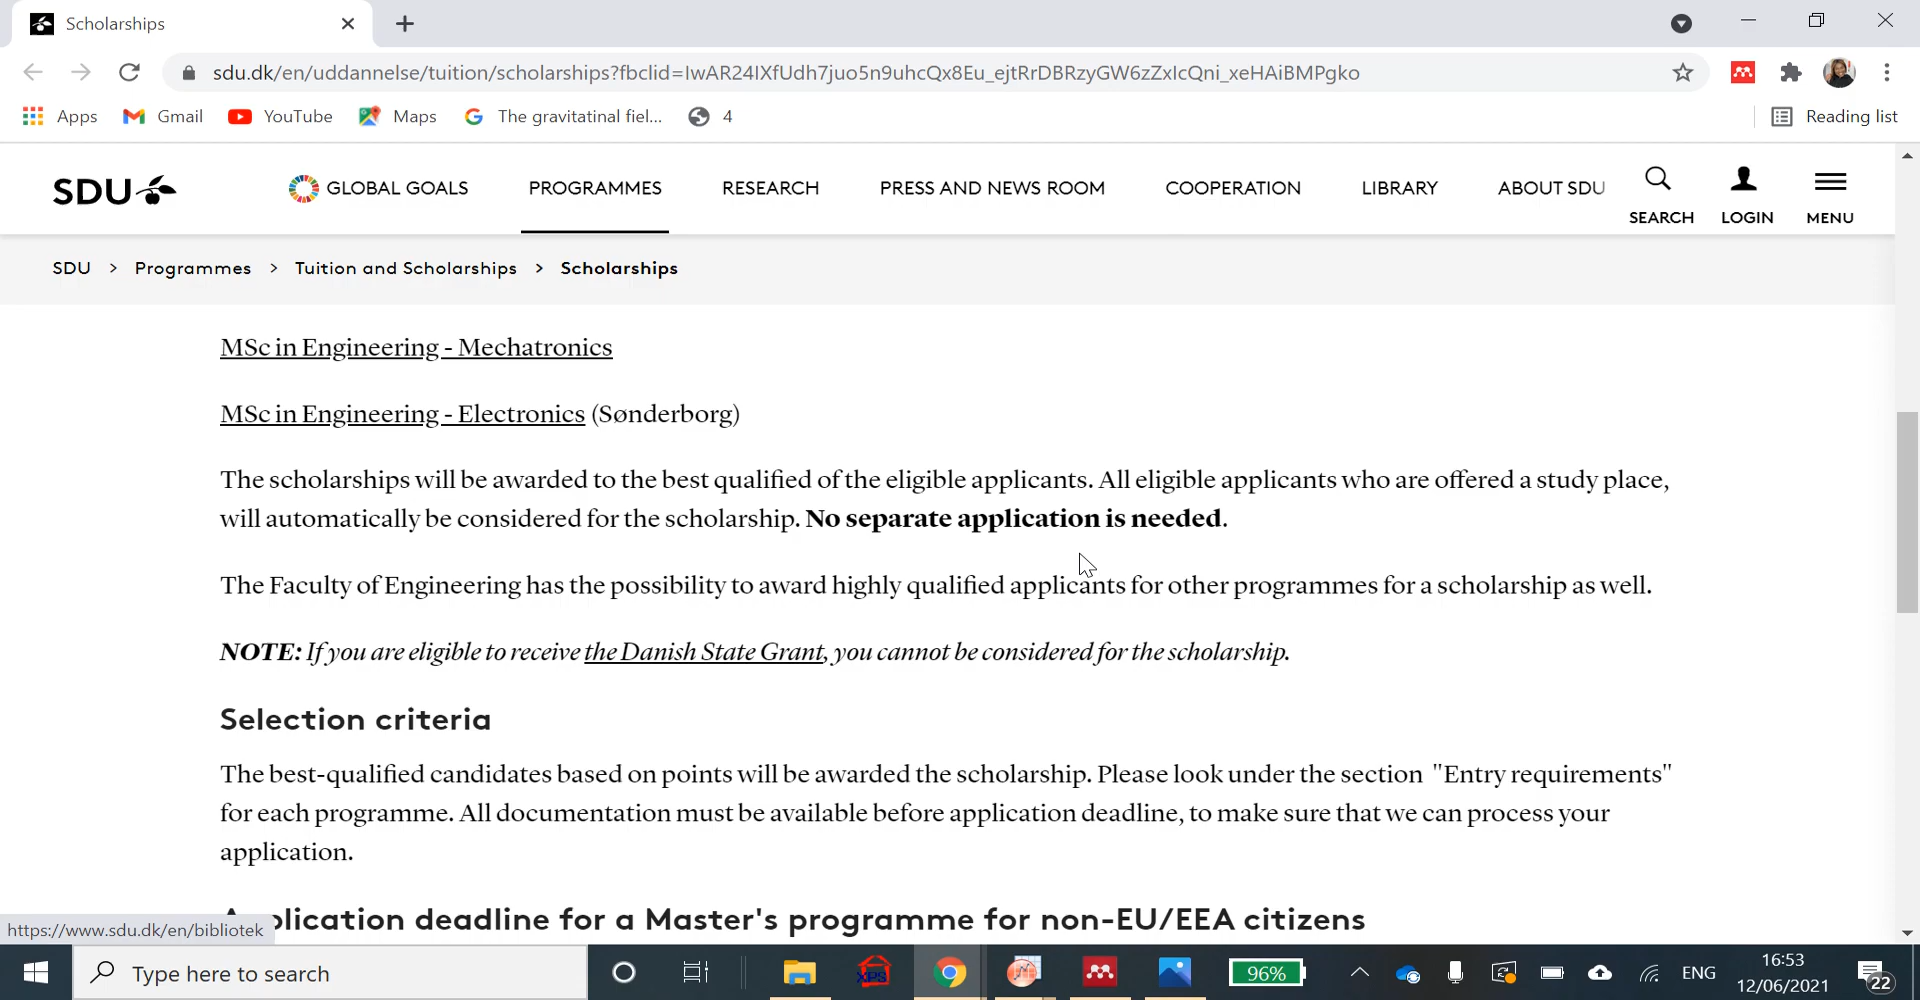 Scholarships
sdu.dk/en/uddannelse/tuition/scholarships?fbclid=IwAR24IXfUdh7juo5n9uhcQx8Eu_ejtRrDBRzyGW6zZxIcQni_xeHAiBMPgko
Apps Gmail YouTube Maps The gravitatinal fiel... 4 Reading list
SDU GLOBAL GOALS PROGRAMMES RESEARCH PRESS AND NEWS ROOM COOPERATION LIBRARY ABOUT SDU SEARCH LOGIN MENU
SDU > Programmes > Tuition and Scholarships > Scholarships
MSc in Engineering - Mechatronics
MSc in Engineering - Electronics (Sønderborg)
The scholarships will be awarded to the best qualified of the eligible applicants. All eligible applicants who are offered a study place,
will automatically be considered for the scholarship. No separate application is needed.
The Faculty of Engineering has the possibility to award highly qualified applicants for other programmes for a scholarship as well.
NOTE: If you are eligible to receive the Danish State Grant, you cannot be considered for the scholarship.
Selection criteria
The best-qualified candidates based on points will be awarded the scholarship. Please look under the section "Entry requirements"
for each programme. All documentation must be available before application deadline, to make sure that we can process your
application.
Application deadline for a Master's programme for non-EU/EEA citizens
https://www.sdu.dk/en/bibliotek
Type here to search XPS 96% ENG 16:53
12/06/2021 22